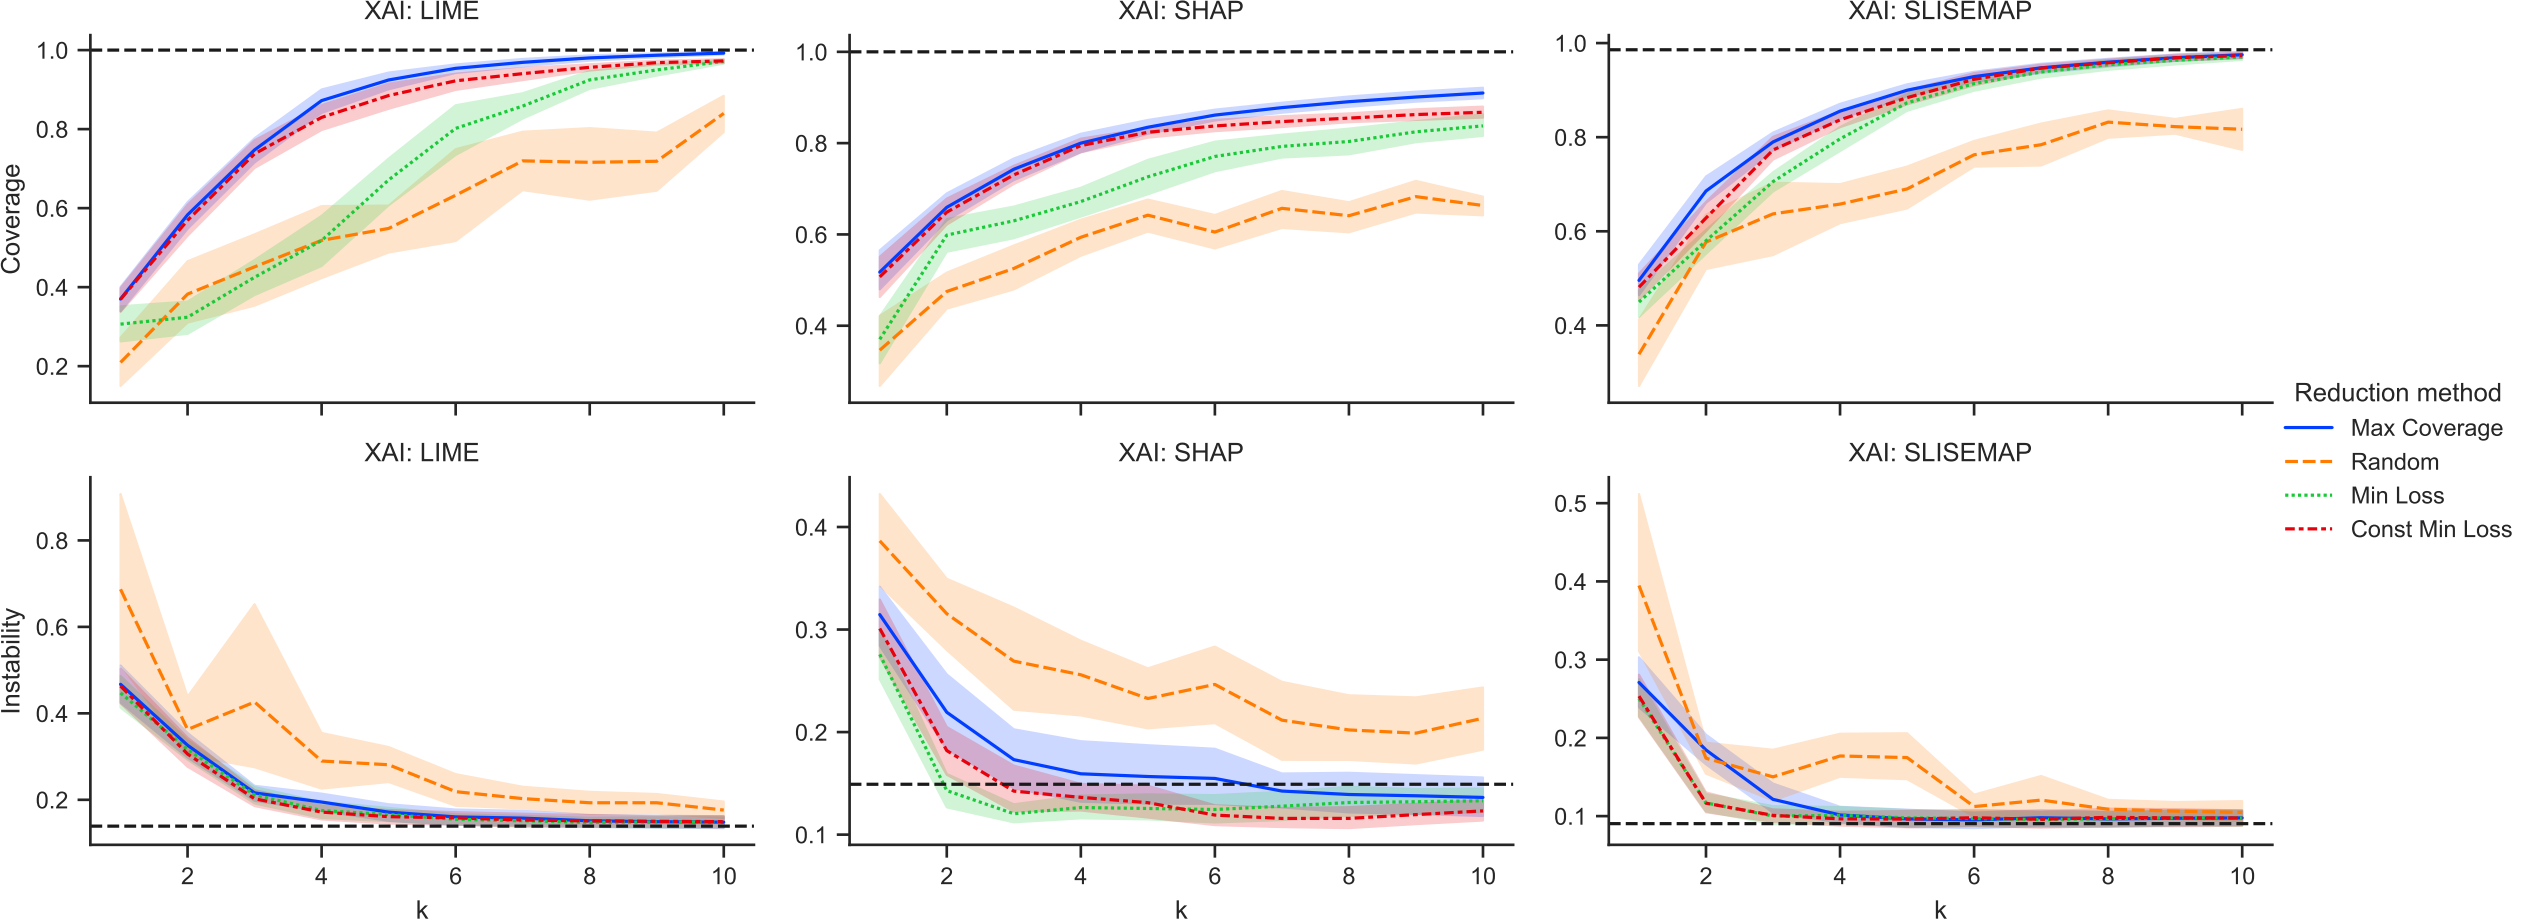 XAI: LIME
XAI: SHAP
XAI: SLISEMAP
Coverage
1.0
0.8
0.6
0.4
0.2
1.0
0.8
0.6
0.4
1.0
0.8
0.6
0.4
Reduction method
Max Coverage
Random
Min Loss
Const Min Loss
XAI: LIME
XAI: SHAP
XAI: SLISEMAP
Instability
0.8
0.6
0.4
0.2
0.4
0.3
0.2
0.1
0.5
0.4
0.3
0.2
0.1
2 4 6 8 10
2 4 6 8 10
2 4 6 8 10
k
k
k